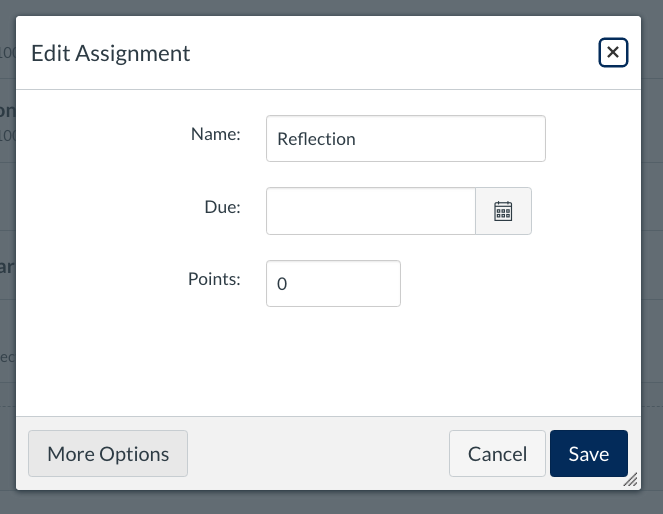 Edit Assignment
Name:
Reflection
Due:
Points:
0
More Options
Cancel
Save